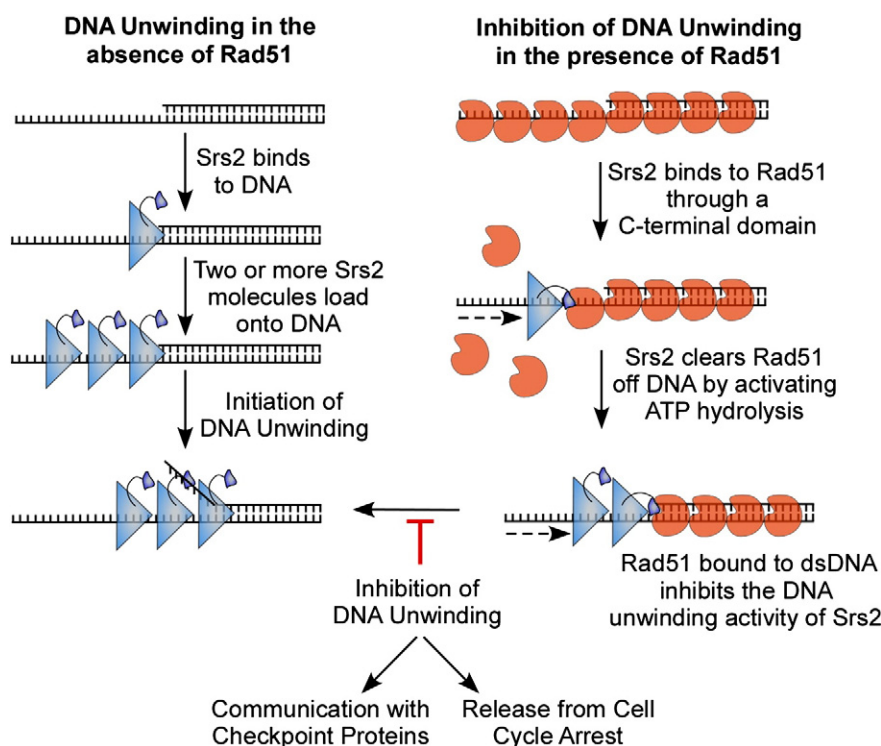 DNA Unwinding in the
absence of Rad51
Srs2 binds
to DNA
Two or more Srs2
molecules load
onto DNA
Initiation of
DNA Unwinding
Inhibition of DNA Unwinding
in the presence of Rad51
Srs2 binds to Rad51
through a
C-terminal domain
Srs2 clears Rad51
off DNA by activating
ATP hydrolysis
Rad51 bound to dsDNA
inhibits the DNA
unwinding activity of Srs2
Inhibition of
DNA Unwinding
Communication with
Checkpoint Proteins
Release from Cell
Cycle Arrest